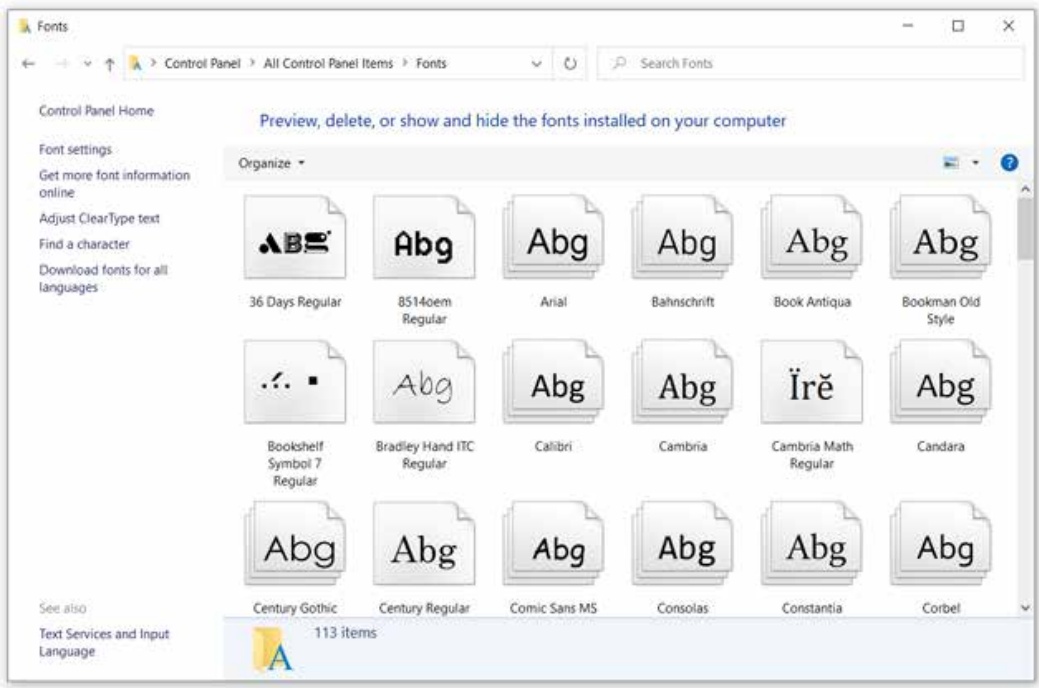 Fonts
Control Panel > All Control Panel Items > Fonts
Search Fonts
Control Panel Home
Font settings
Get more font information
online
Adjust ClearType text
Find a character
Download fonts for all
languages
See also
Text Services and Input
Language
Preview, delete, or show and hide the fonts installed on your computer
Organize
ABE Abg Abg Abg Abg Abg
36 Days Regular 8514oem Arial Bahnschrift Book Antiqua Bookman Old
Regular Style
Abg Abg Abg Ïrĕ Abg
Bookshelf Bradley Hand ITC Calibri Cambria Cambria Math Candara
Symbol 7 Regular Regular
Regular
Abg Abg Abg Abg Abg Abg
Century Gothic Century Regular Comic Sans MS Consolas Constantia Corbel
A 113 items